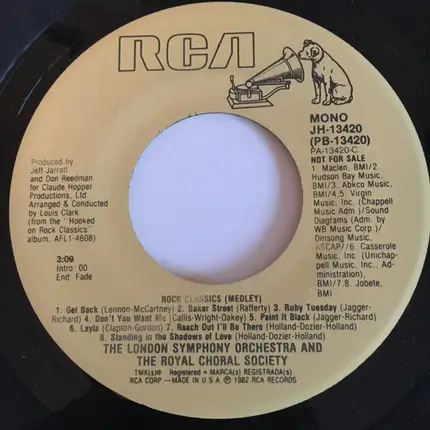 RCA
MONO
JH-13420
(PB-13420)
PA-13420-C
NOT FOR SALE
1. Maclen, BMI/2.
Hudson Bay Music,
BMI/3. Abkco Music,
BMI/4.5. Virgin
Music, Inc. (Chappell
Music Adm.)/Sound
Diagrams (Adm. by
WB Music Corp.)/
Dinsong Music,
ASCAP//6. Casserole
Music, Inc. (Unichap-
pell Music, Inc., Ad-
ministration),
BMI/7.8. Jobete,
BMI
Produced by
Jeff Jarratt
and Don Reedman
for Claude Hopper
Productions, Ltd.
Arranged & Conducted
by Louis Clark
(from the "Hooked
on Rock Classics"
album, AFL1-4608)
3:09
Intro: 00
End: Fade
ROCK CLASSICS (MEDLEY)
1. Get Back (Lennon-McCartney) 2. Baker Street (Rafferty) 3. Ruby Tuesday (Jagger-
Richard) 4. Don't You Want Me (Callis-Wright-Oakey) 5. Paint It Black (Jagger-Richard)
6. Layla (Clapton-Gordon) 7. Reach Out I'll Be There (Holland-Dozier-Holland)
8. Standing in the Shadows of Love (Holland-Dozier-Holland)
THE LONDON SYMPHONY ORCHESTRA AND
THE ROYAL CHORAL SOCIETY
TMK(s)® Registered • MARCA(s) REGISTRADA(s)
RCA CORP—MADE IN U.S.A. ℗ 1982 RCA RECORDS